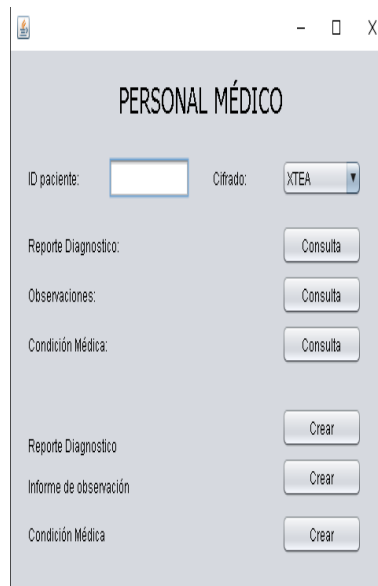 PERSONAL MÉDICO
ID paciente: Cifrado: XTEA
Reporte Diagnostico: Consulta
Observaciones: Consulta
Condición Médica: Consulta
Crear
Reporte Diagnostico
Informe de observación Crear
Condición Médica Crear